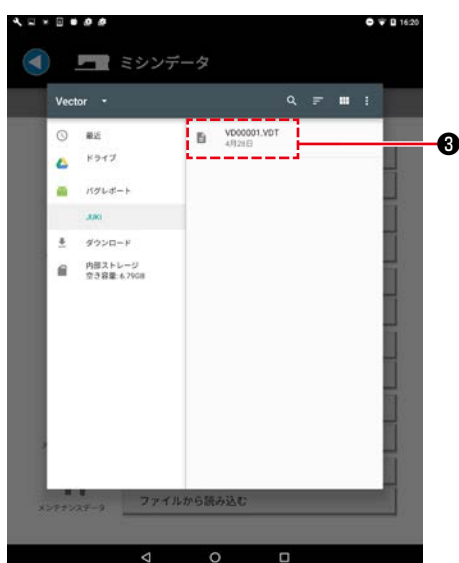 16:20
ミシンデータ
Vector
最近
ドライブ
バグレポート
JUKI
ダウンロード
内部ストレージ
空き容量: 6.79GB
VD00001.VDT
4月28日
❸
メンテナンスデータ
ファイルから読み込む